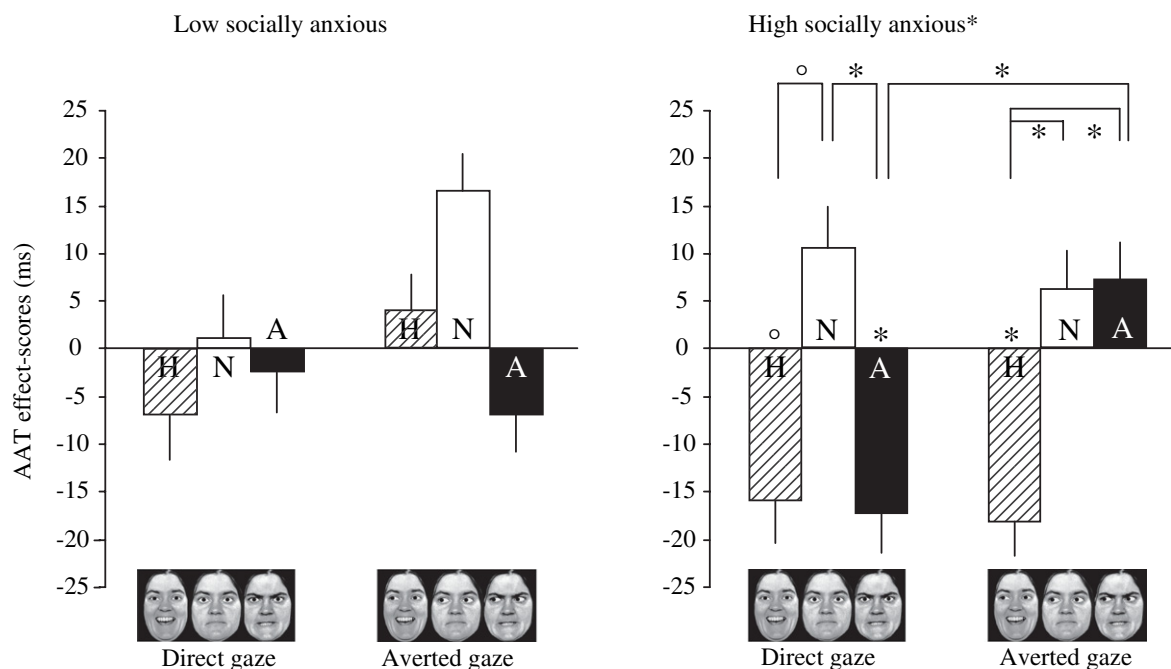 Low socially anxious
High socially anxious*
° * *
* *
AAT effect-scores (ms)
25
20
15
10
5
0
-5
-10
-15
-20
-25
H N A
H N A
Direct gaze
Averted gaze
25
20
15
10
5
0
-5
-10
-15
-20
-25
° *
H N A
*
H N A
Direct gaze
Averted gaze